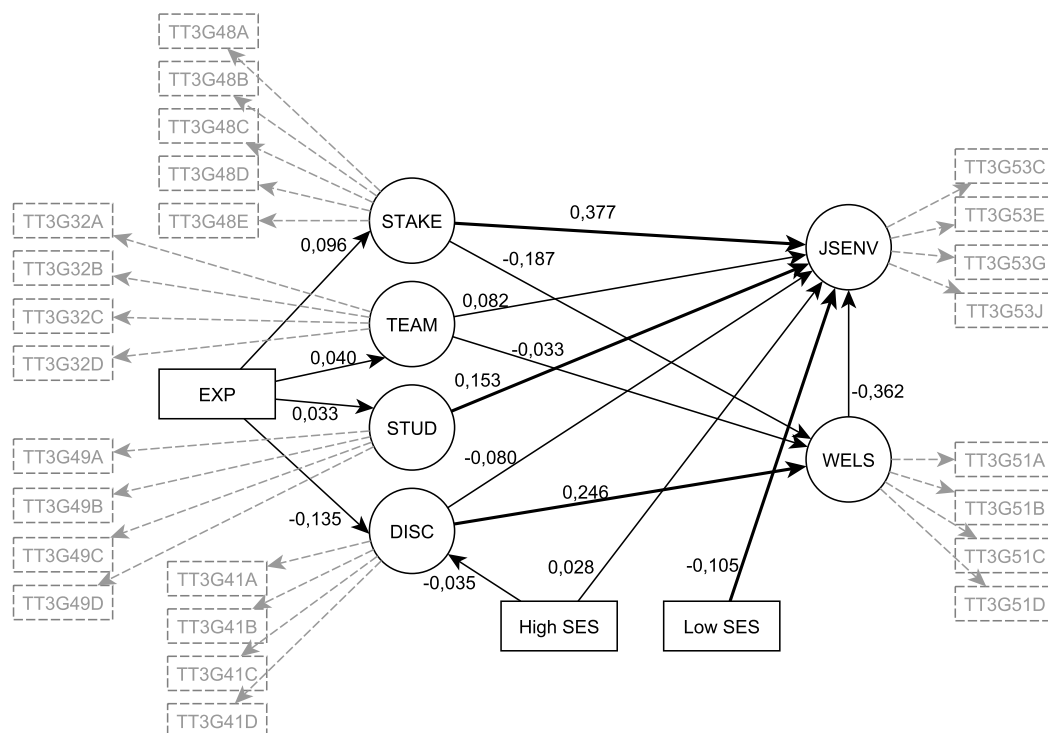 TT3G48A
TT3G48B
TT3G48C
TT3G48D
TT3G48E
TT3G32A
TT3G32B
TT3G32C
TT3G32D
TT3G49A
TT3G49B
TT3G49C
TT3G49D
TT3G41A
TT3G41B
TT3G41C
TT3G41D
EXP
0,096
0,040
0,033
-0,135
STAKE
TEAM
STUD
DISC
0,377
-0,187
0,082
-0,033
0,153
-0,080
0,246
-0,035
0,028
-0,105
High SES
Low SES
JSENV
-0,362
WELS
TT3G53C
TT3G53E
TT3G53G
TT3G53J
TT3G51A
TT3G51B
TT3G51C
TT3G51D